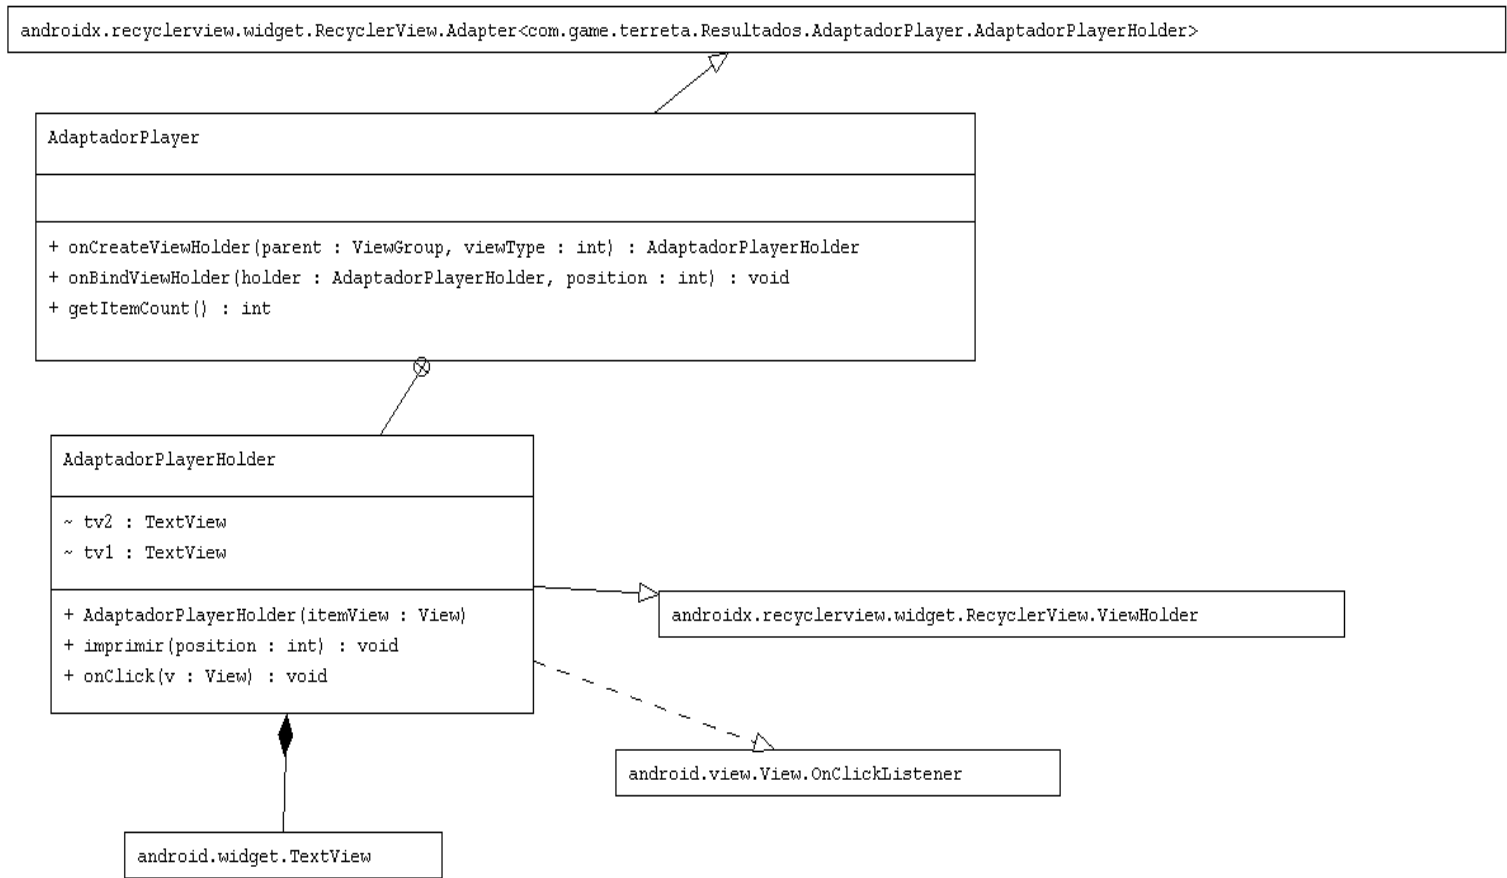 androidx.recyclerview.widget.RecyclerView.Adapter<com.game.terreta.Resultados.AdaptadorPlayer.AdaptadorPlayerHolder>
AdaptadorPlayer
+ onCreateViewHolder(parent : ViewGroup, viewType : int) : AdaptadorPlayerHolder
+ onBindViewHolder(holder : AdaptadorPlayerHolder, position : int) : void
+ getItemCount() : int
AdaptadorPlayerHolder
~ tv2 : TextView
~ tv1 : TextView
+ AdaptadorPlayerHolder(itemView : View)
+ imprimir(position : int) : void
+ onClick(v : View) : void
androidx.recyclerview.widget.RecyclerView.ViewHolder
android.view.View.OnClickListener
android.widget.TextView